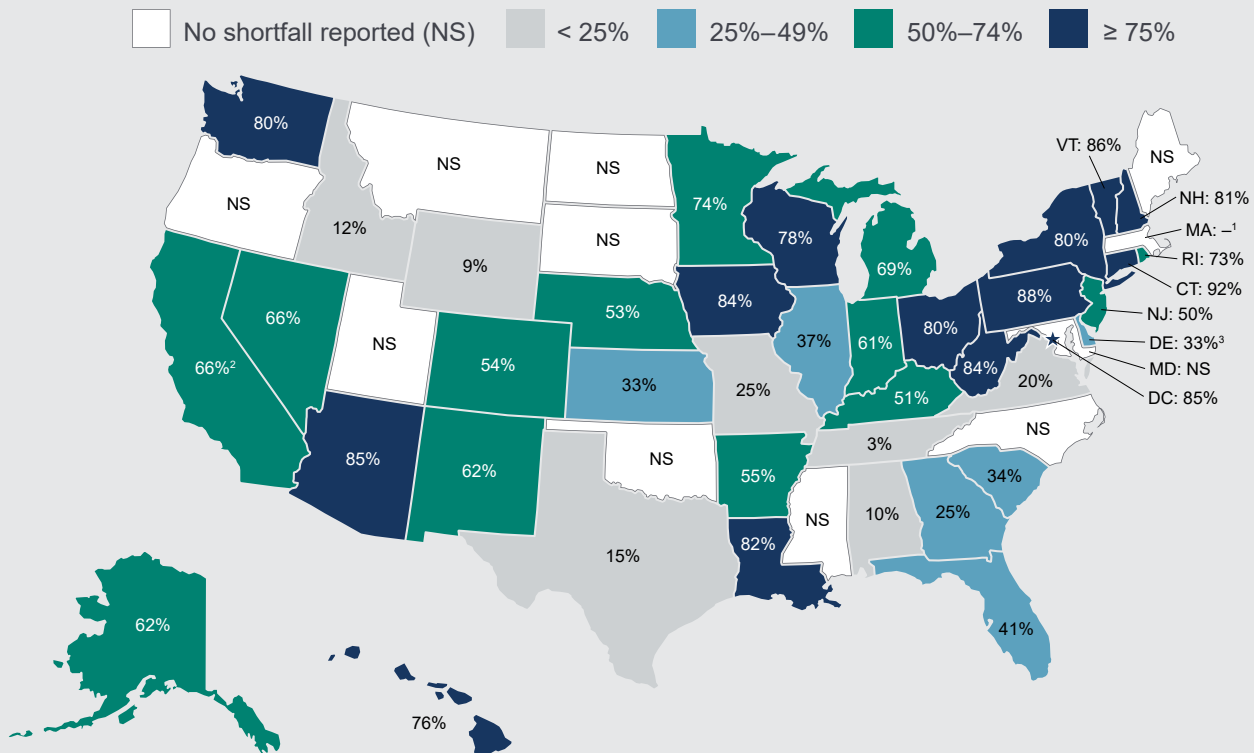 No shortfall reported (NS) < 25% 25%–49% 50%–74% ≥ 75%
80%
VT: 86%
NS
NS
NS
NH: 81%
NS
74%
12%
MA: –¹
NS
78%
80%
RI: 73%
9%
69%
CT: 92%
88%
84%
53%
NJ: 50%
66%
80%
NS
37%
61%
DE: 33%³
66%²
54%
84%
MD: NS
20%
33%
25%
51%
DC: 85%
NS
3%
85%
62%
NS
55%
34%
10%
25%
NS
82%
15%
62%
41%
76%